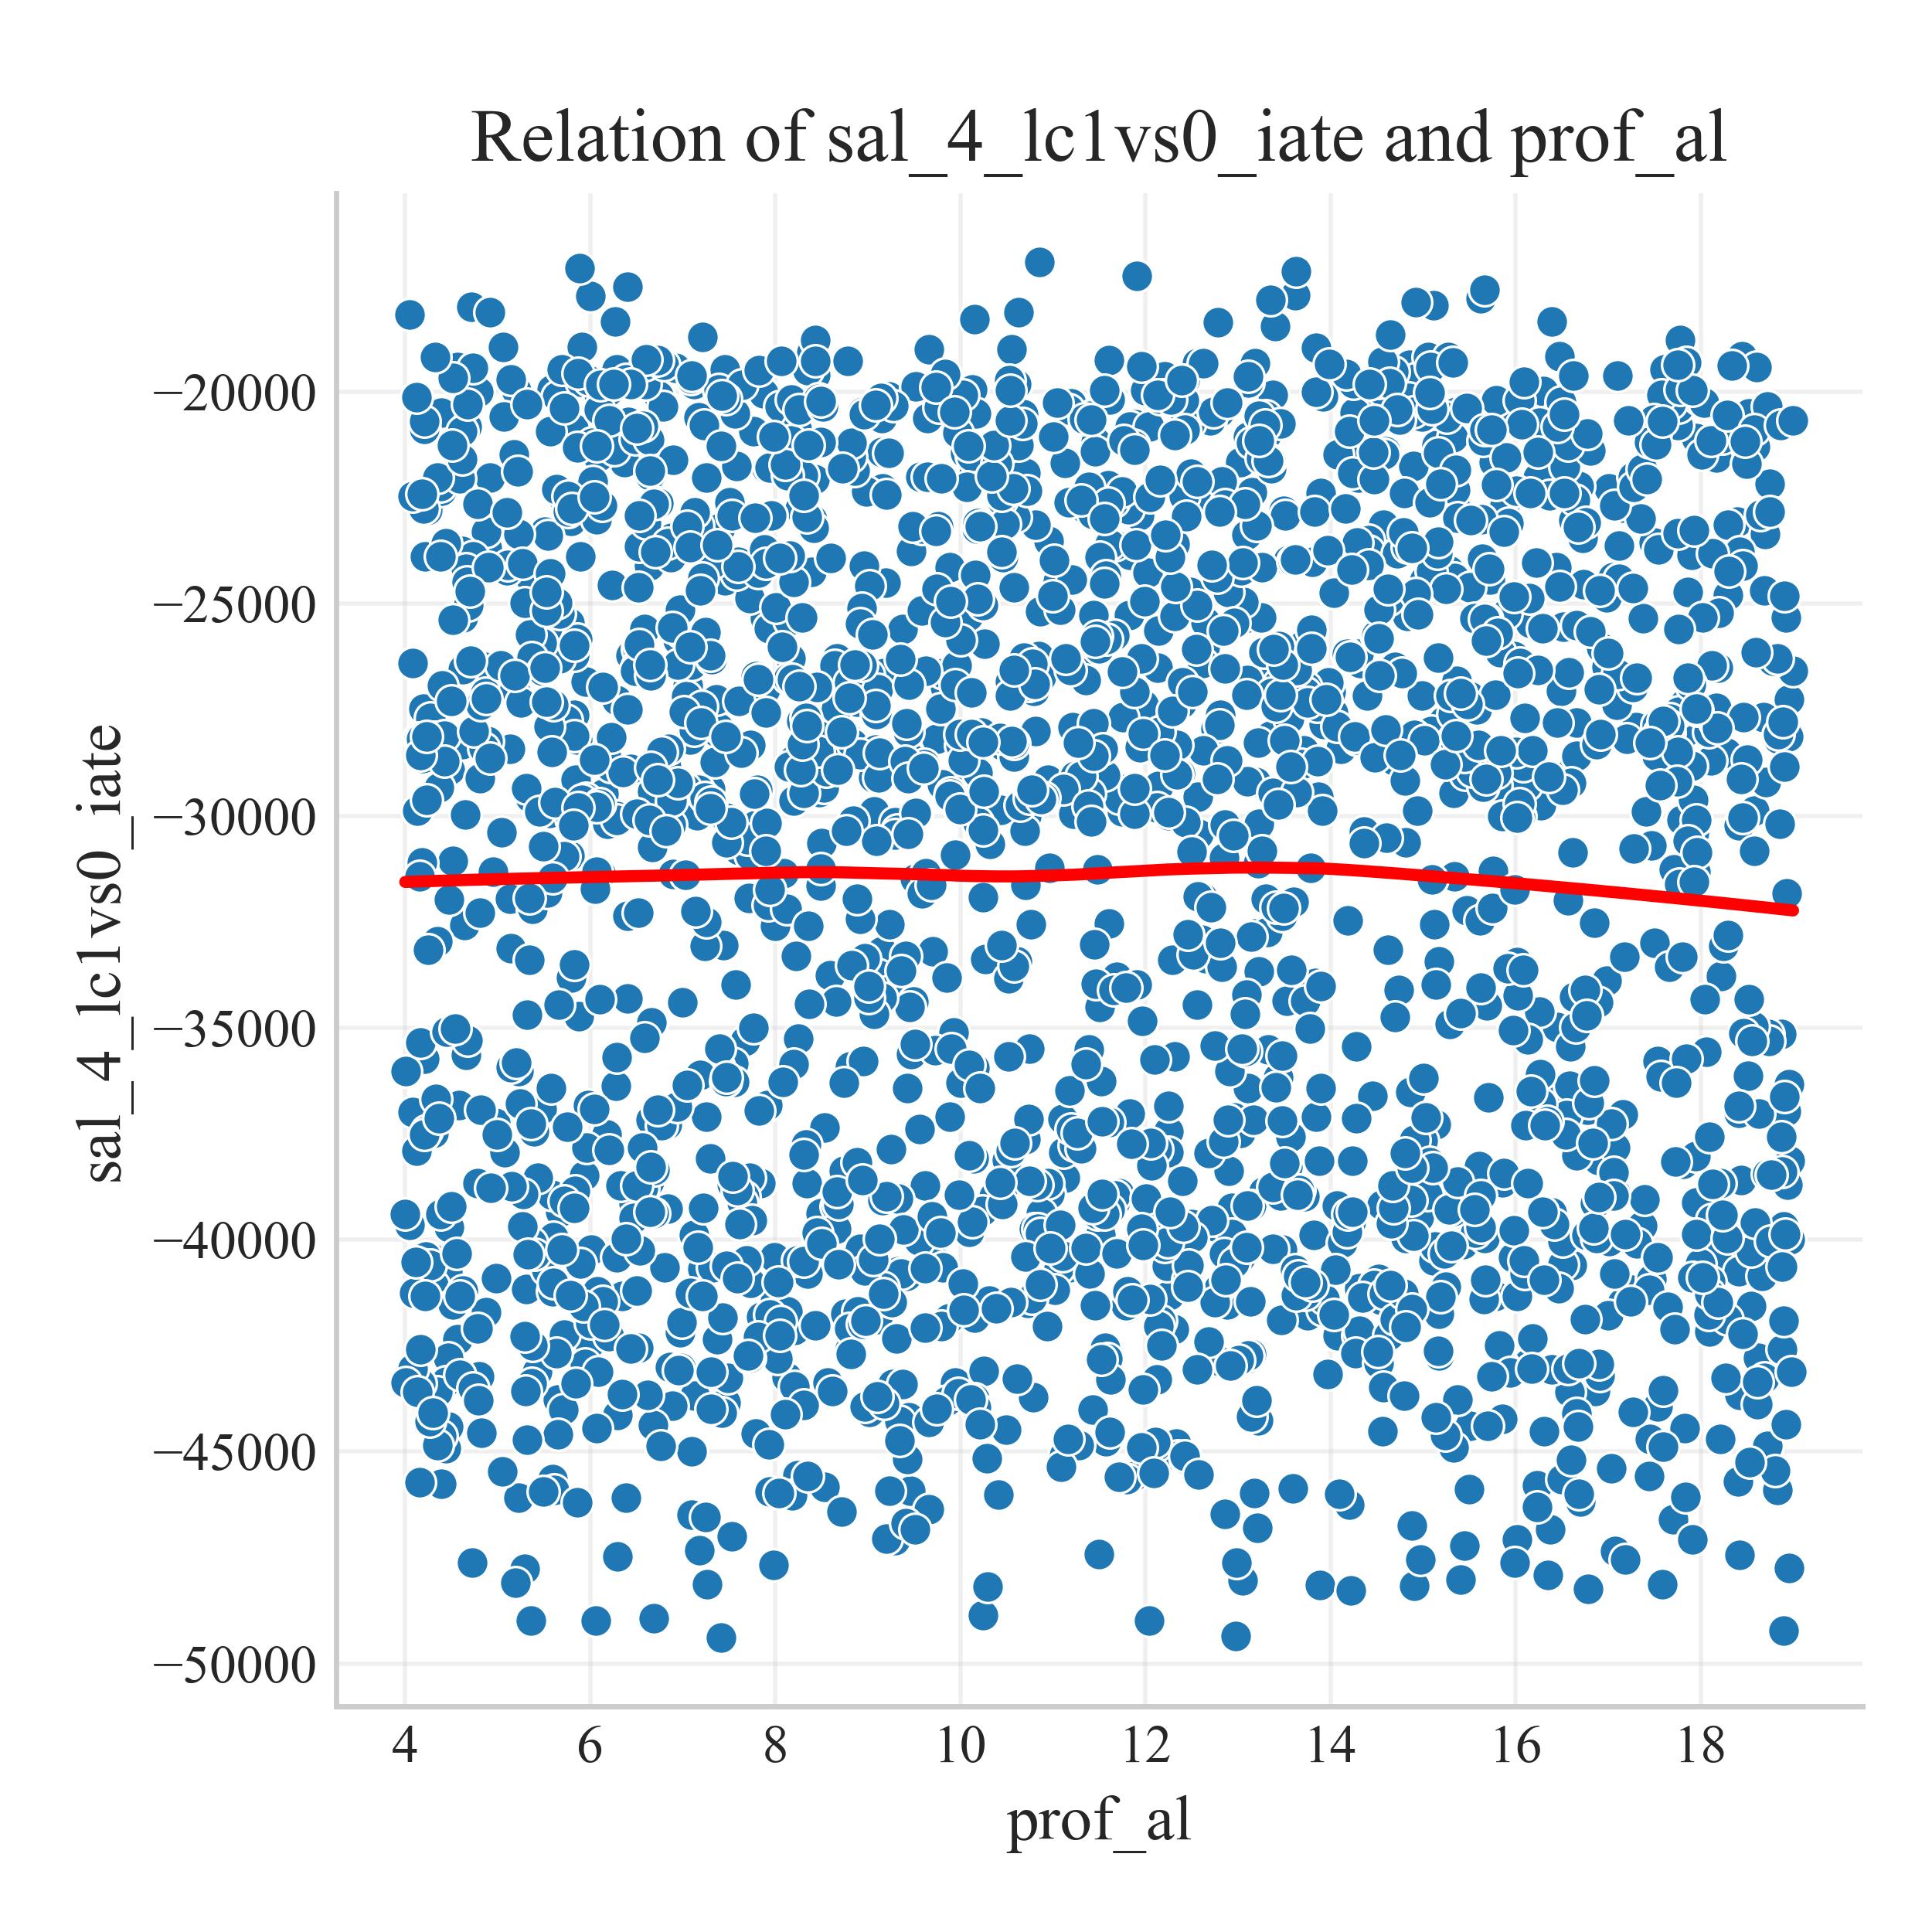 Relation of sal_4_lc1vs0_iate and prof_al
sal_4_lc1vs0_iate
−20000
−25000
−30000
−35000
−40000
−45000
−50000
4 6 8 10 12 14 16 18
prof_al